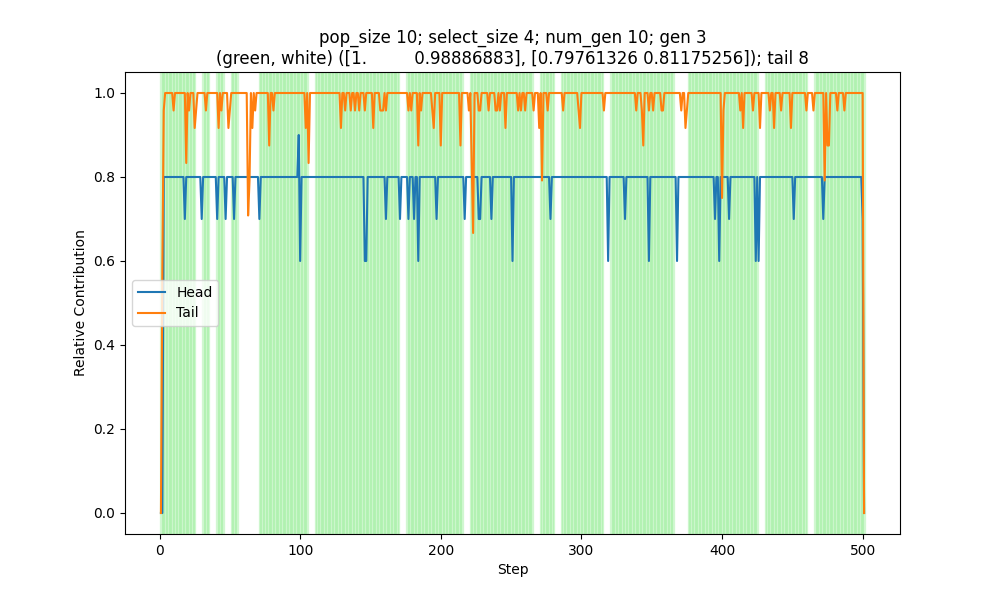 pop_size 10; select_size 4; num_gen 10; gen 3
(green, white) ([1.         0.98886883], [0.79761326 0.81175256]); tail 8
1.0
0.8
0.6
0.4
0.2
0.0
Relative Contribution
Head
Tail
0
100
200
300
400
500
Step